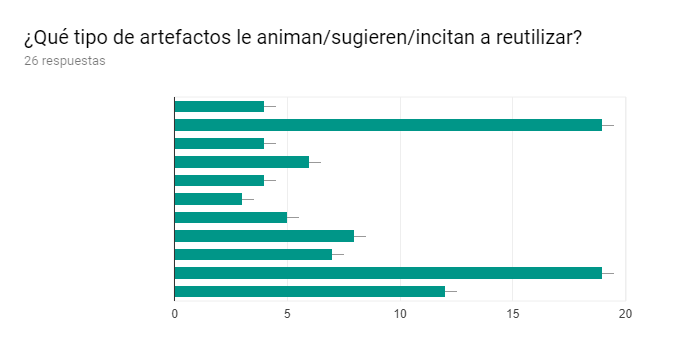 ¿Qué tipo de artefactos le animan/sugieren/incitan a reutilizar?
26 respuestas
0 5 10 15 20